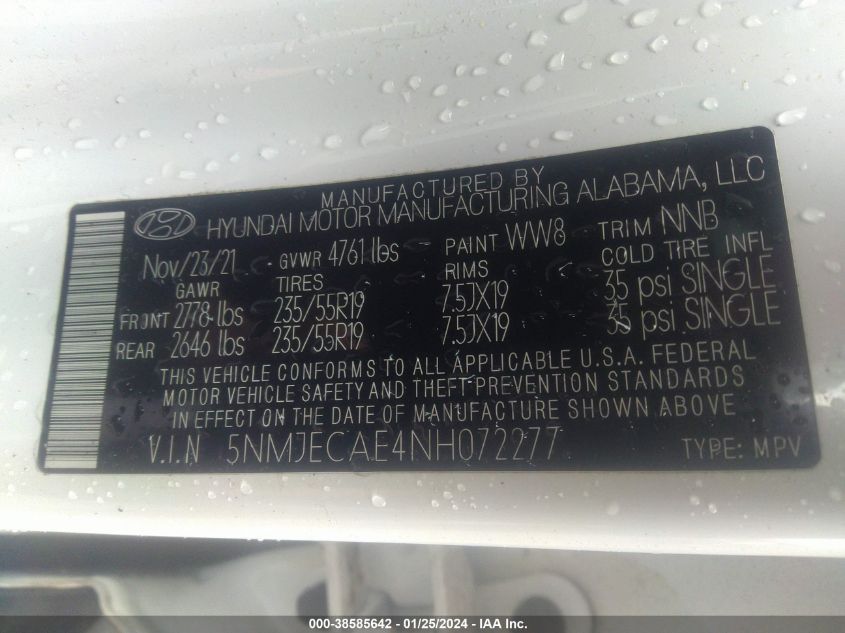 MANUFACTURED BY
HYUNDAI MOTOR MANUFACTURING ALABAMA, LLC
Nov/23/21 GVWR 4761 lbs PAINT WW8 TRIM NNB
GAWR TIRES RIMS COLD TIRE INFL
FRONT 2778 lbs 235/55R19 7.5JX19 35 psi SINGLE
REAR 2646 lbs 235/55R19 7.5JX19 35 psi SINGLE
THIS VEHICLE CONFORMS TO ALL APPLICABLE U.S.A. FEDERAL
MOTOR VEHICLE SAFETY AND THEFT PREVENTION STANDARDS
IN EFFECT ON THE DATE OF MANUFACTURE SHOWN ABOVE
V.I.N 5NMJECAE4NH072277 TYPE: MPV
000-38585642 - 01/25/2024 - IAA Inc.